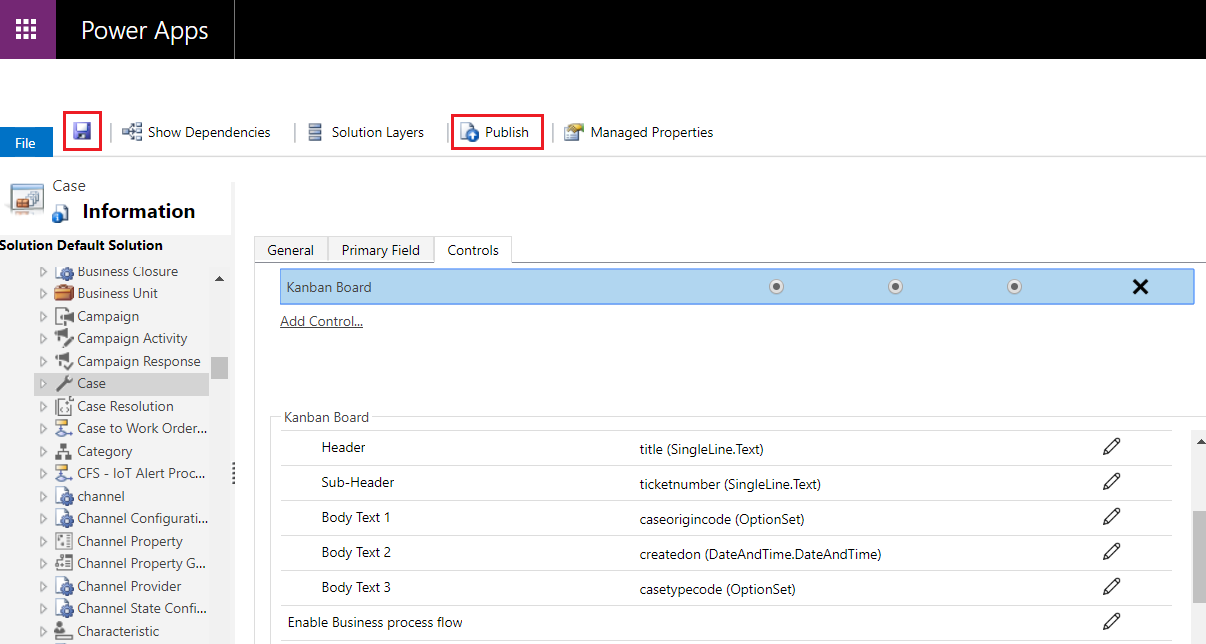 Power Apps
File
Show Dependencies
Solution Layers
Publish
Managed Properties
Case
Information
Solution Default Solution
Business Closure
Business Unit
Campaign
Campaign Activity
Campaign Response
Case
Case Resolution
Case to Work Order...
Category
CFS - IoT Alert Proc...
channel
Channel Configurati...
Channel Property
Channel Property G...
Channel Provider
Channel State Confi...
Characteristic
General
Primary Field
Controls
Kanban Board
Add Control...
Kanban Board
Header title (SingleLine.Text)
Sub-Header ticketnumber (SingleLine.Text)
Body Text 1 caseorigincode (OptionSet)
Body Text 2 createdon (DateAndTime.DateAndTime)
Body Text 3 casetypecode (OptionSet)
Enable Business process flow